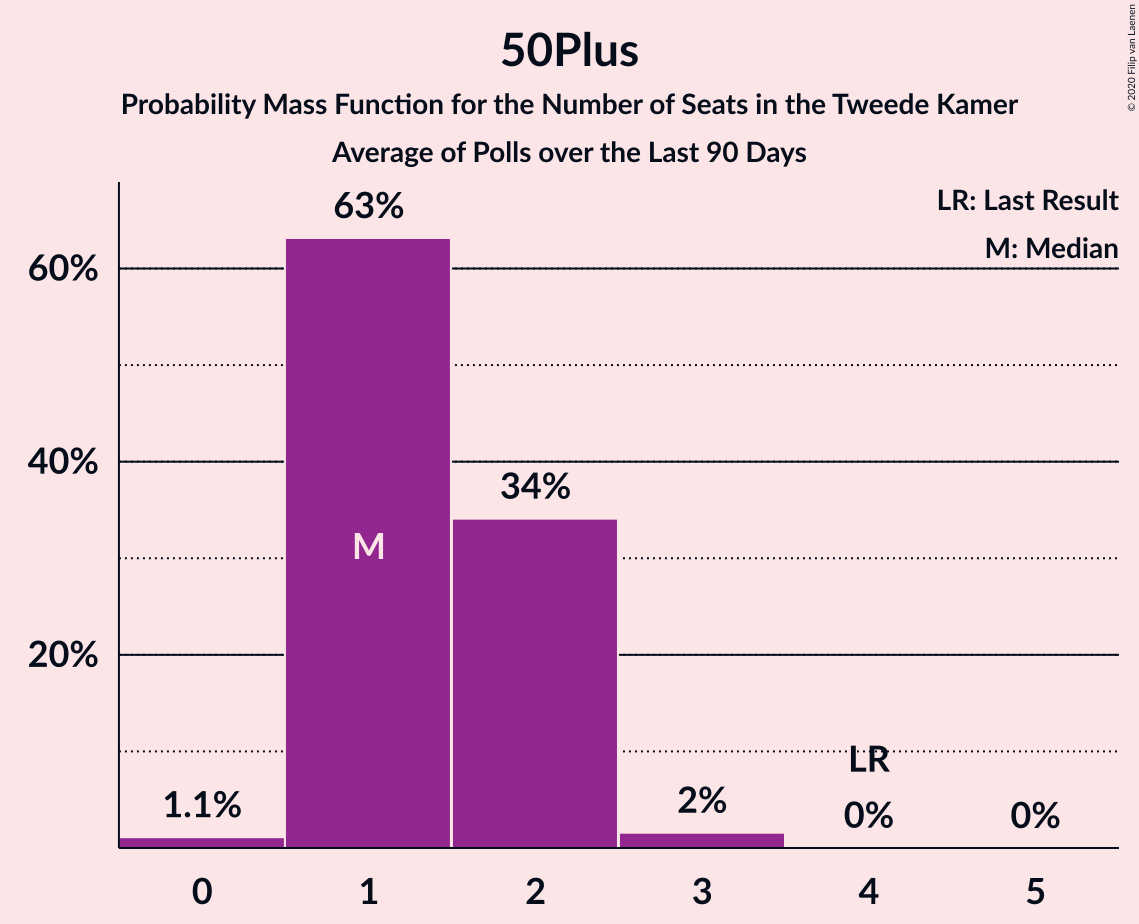 50Plus
Probability Mass Function for the Number of Seats in the Tweede Kamer
Average of Polls over the Last 90 Days
© 2020 Filip van Laenen
LR: Last Result
M: Median
63%
60%
40%
34%
M
20%
LR
1.1%
2%
0%
0%
0
1
2
3
4
5